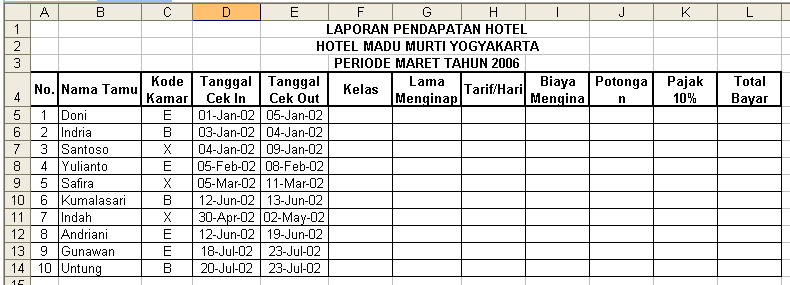 A B C D E F G H I J K L
1 LAPORAN PENDAPATAN HOTEL
2 HOTEL MADU MURTI YOGYAKARTA
3 PERIODE MARET TAHUN 2006
4 No. Nama Tamu Kode Kamar Tanggal Cek In Tanggal Cek Out Kelas Lama Menginap Tarif/Hari Biaya Mengina Potonga n Pajak 10% Total Bayar
5 1 Doni E 01-Jan-02 05-Jan-02
6 2 Indria B 03-Jan-02 04-Jan-02
7 3 Santoso X 04-Jan-02 09-Jan-02
8 4 Yulianto E 05-Feb-02 08-Feb-02
9 5 Safira X 05-Mar-02 11-Mar-02
10 6 Kumalasari B 12-Jun-02 13-Jun-02
11 7 Indah X 30-Apr-02 02-May-02
12 8 Andriani E 12-Jun-02 19-Jun-02
13 9 Gunawan E 18-Jul-02 23-Jul-02
14 10 Untung B 20-Jul-02 23-Jul-02